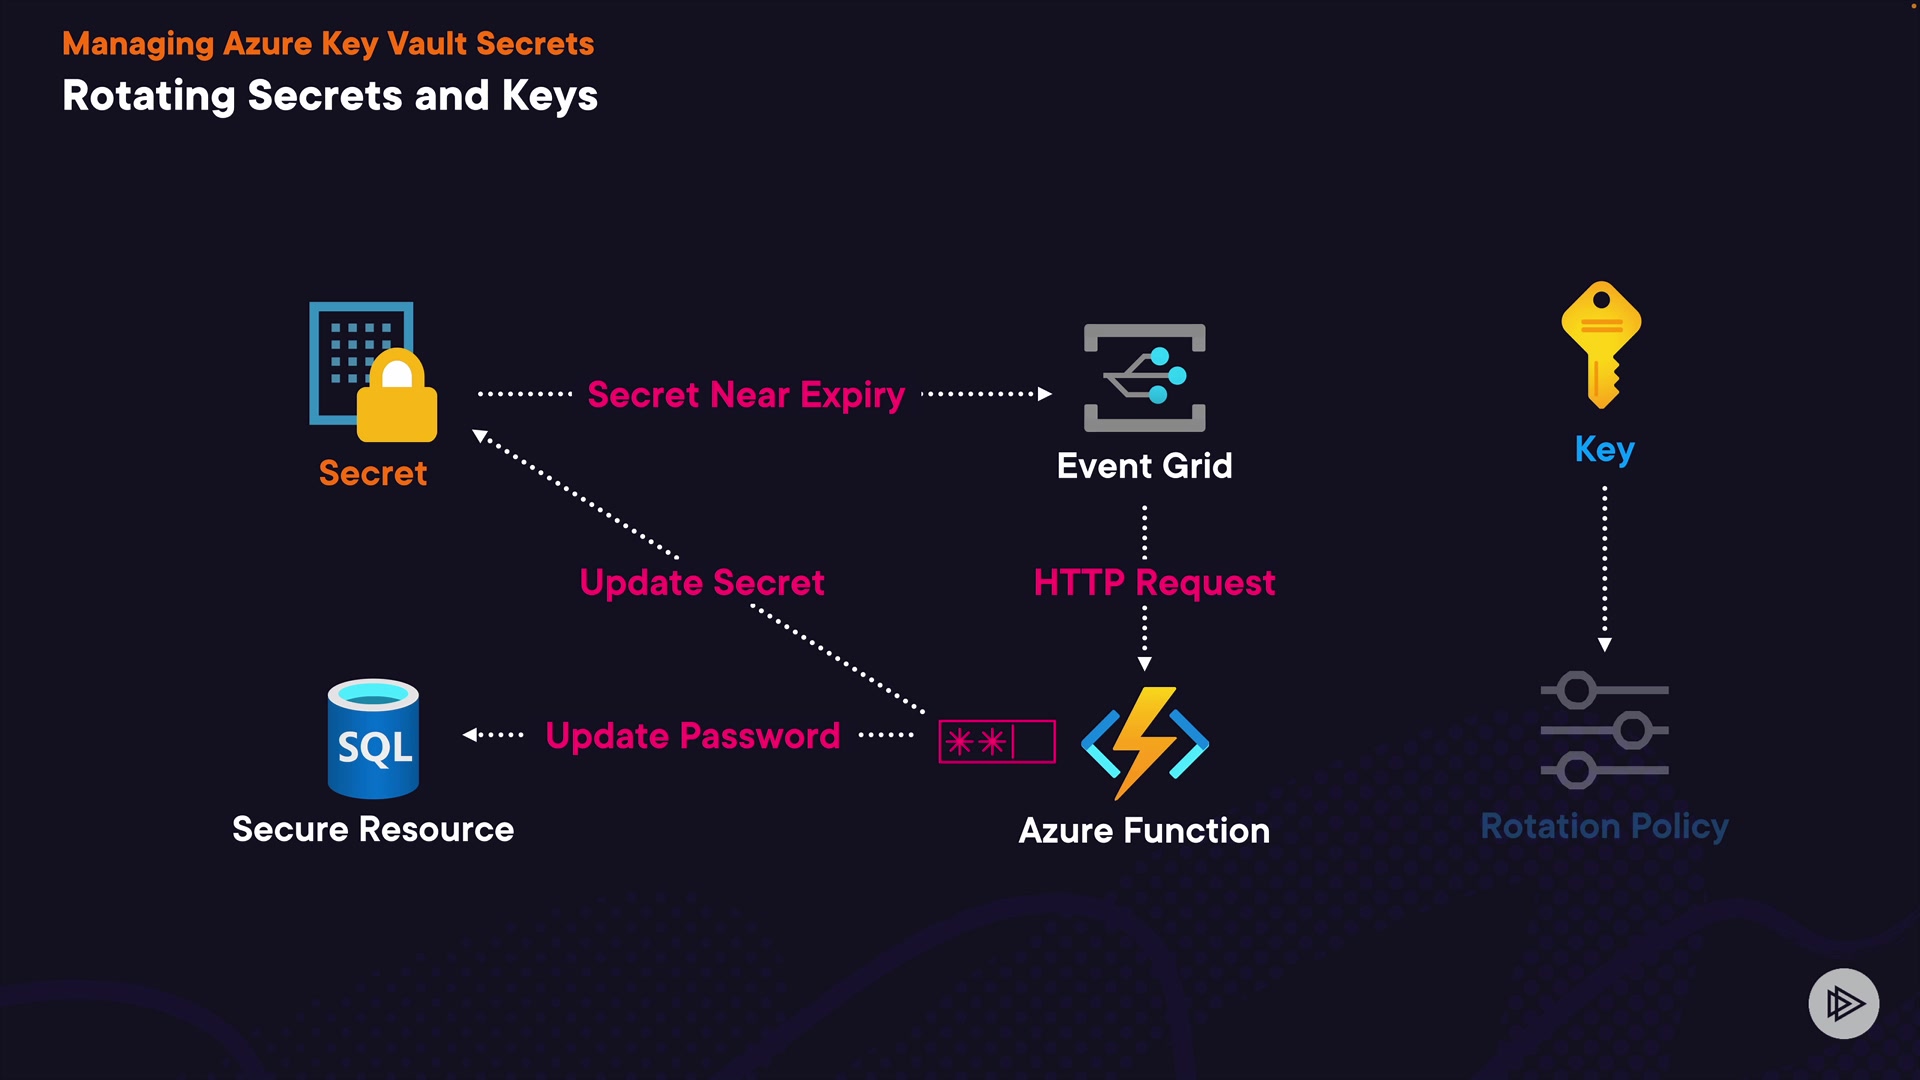 Managing Azure Key Vault Secrets
Rotating Secrets and Keys
Secret Near Expiry
Secret
Event Grid
Key
Update Secret
HTTP Request
SQL
Update Password
**
Secure Resource
Azure Function
Rotation Policy